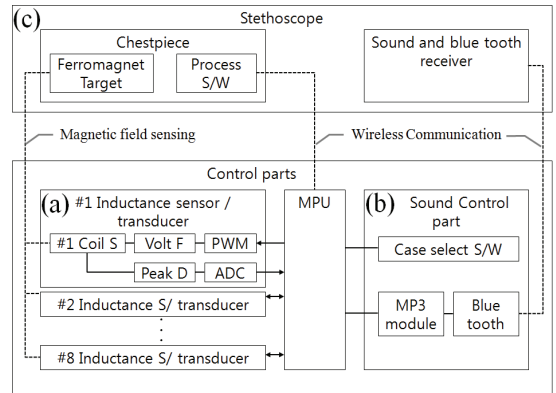 (c)
Stethoscope
Chestpiece
Ferromagnet
Target
Process
S/W
Sound and blue tooth
receiver
Magnetic field sensing
Wireless Communication
Control parts
(a)
#1 Inductance sensor /
transducer
#1 Coil S
Volt F
PWM
Peak D
ADC
#2 Inductance S/ transducer
⋮
#8 Inductance S/ transducer
MPU
(b)
Sound Control
part
Case select S/W
MP3
module
Blue
tooth